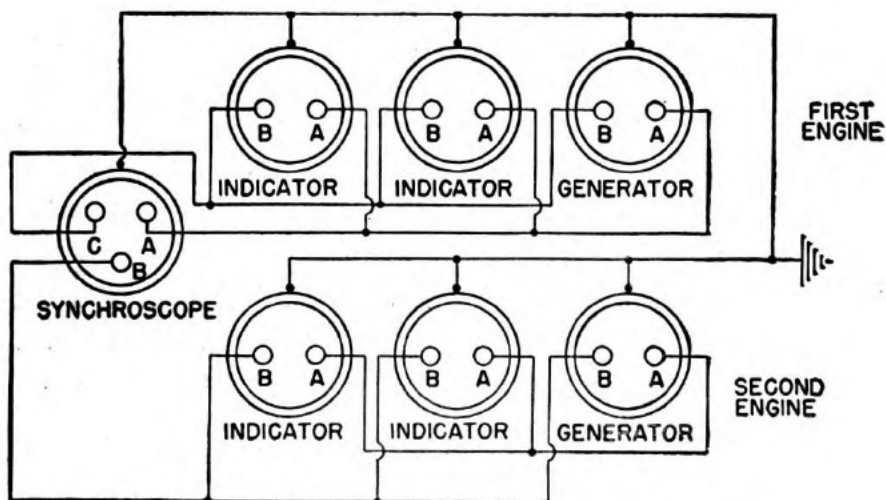 B A B A B A
FIRST
ENGINE
INDICATOR INDICATOR GENERATOR
C A
B
SYNCHROSCOPE
B A B A B A
SECOND
ENGINE
INDICATOR INDICATOR GENERATOR